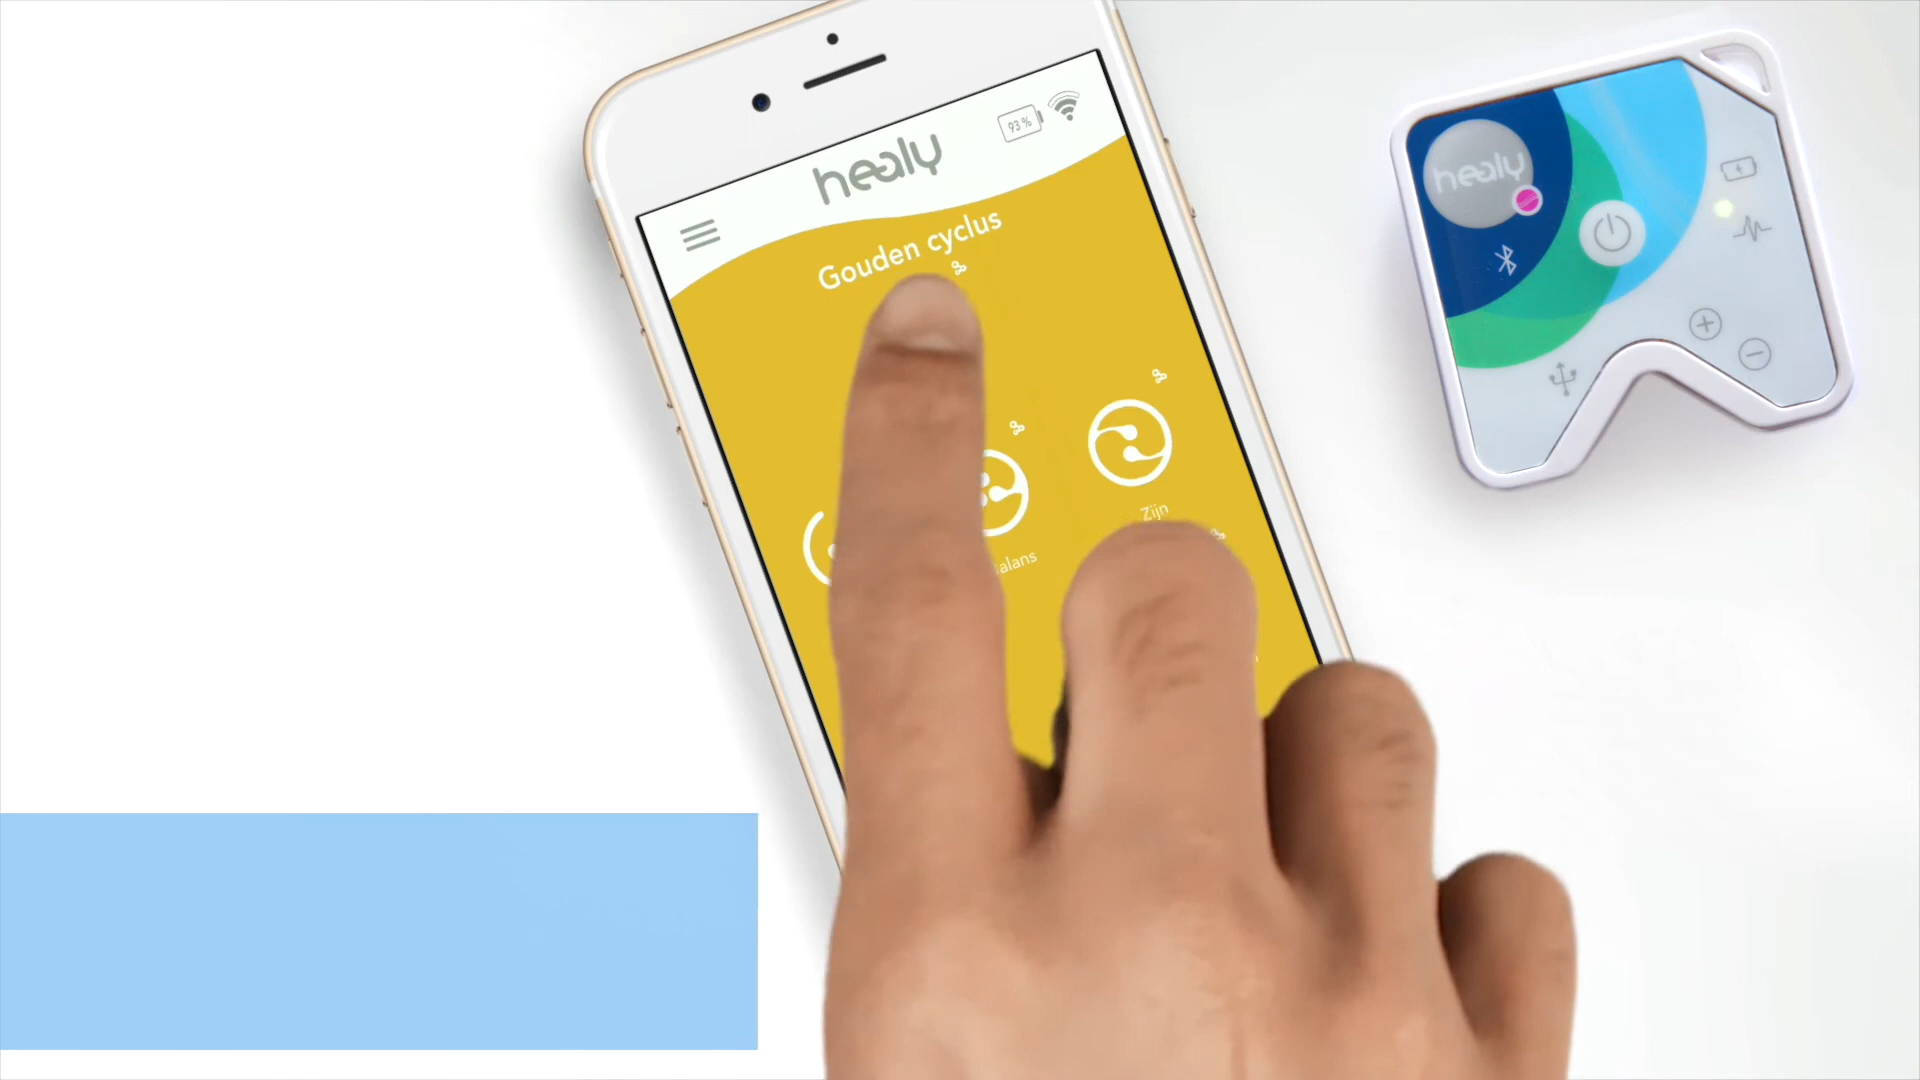 93%
healy
Gouden cyclus
Zijn
alans
healy